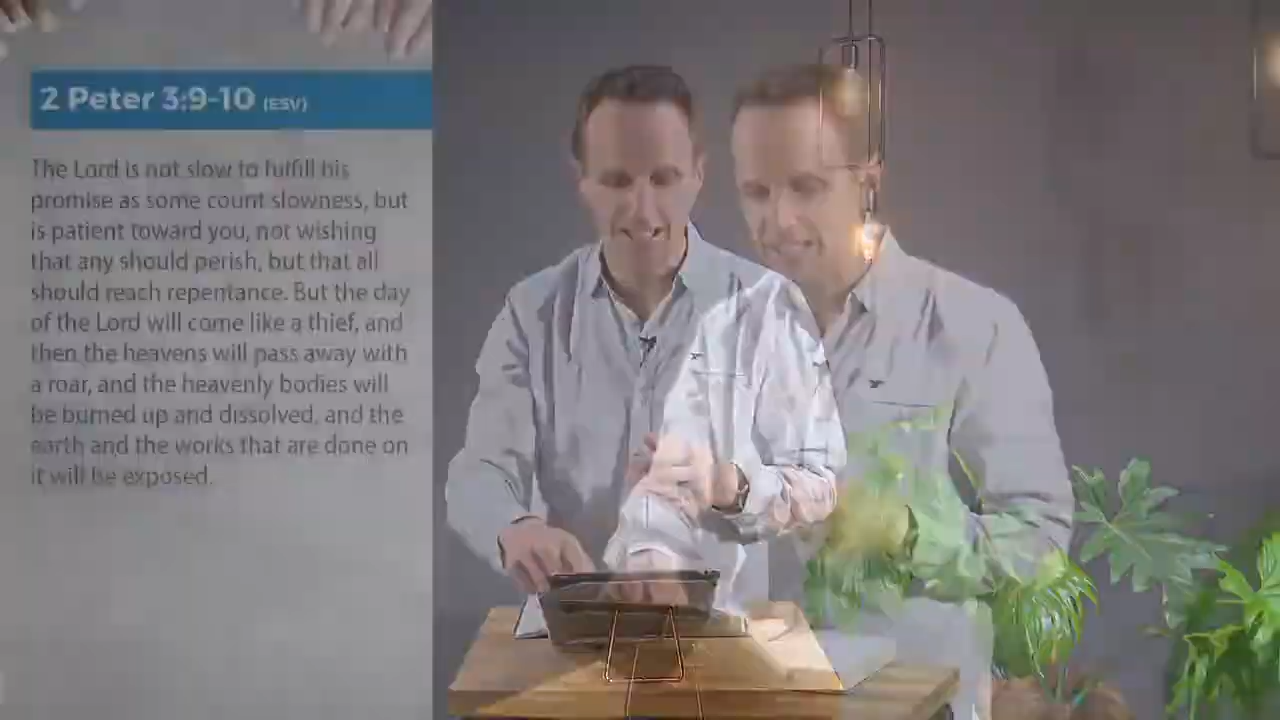 2 Peter 3:9-10 (ESV)
The Lord is not slow to fulfill his
promise as some count slowness, but
is patient toward you, not wishing
that any should perish, but that all
should reach repentance. But the day
of the Lord will come like a thief, and
then the heavens will pass away with
a roar, and the heavenly bodies will
be burned up and dissolved, and the
earth and the works that are done on
it will be exposed.